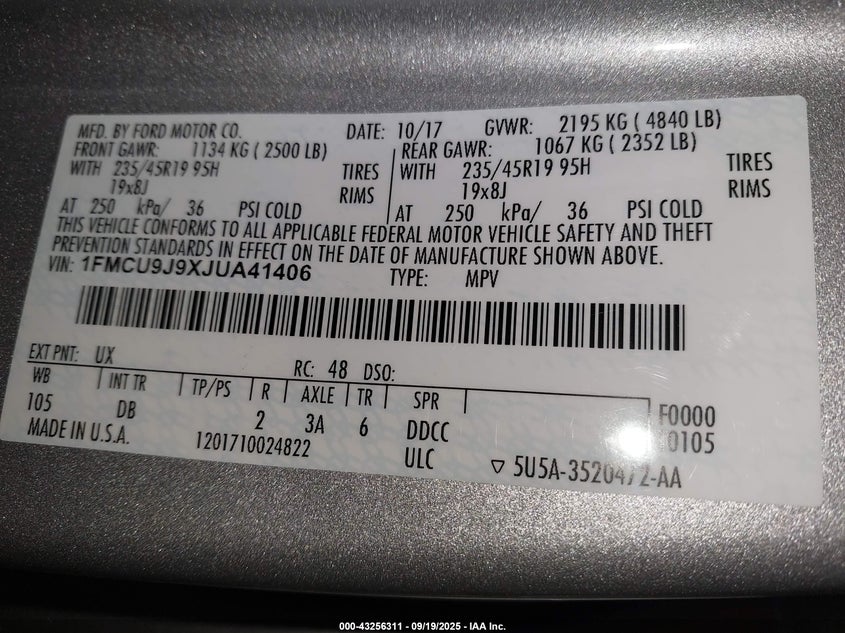 MFD. BY FORD MOTOR CO. DATE: 10/17 GVWR: 2195 KG ( 4840 LB)
FRONT GAWR: 1134 KG ( 2500 LB) REAR GAWR: 1067 KG ( 2352 LB)
WITH 235/45R19 95H TIRES WITH 235/45R19 95H TIRES
19x8J RIMS 19x8J RIMS
AT 250 kPa/ 36 PSI COLD AT 250 kPa/ 36 PSI COLD
THIS VEHICLE CONFORMS TO ALL APPLICABLE FEDERAL MOTOR VEHICLE SAFETY AND THEFT
PREVENTION STANDARDS IN EFFECT ON THE DATE OF MANUFACTURE SHOWN ABOVE.
VIN: 1FMCU9J9XJUA41406 TYPE: MPV
EXT PNT: UX RC: 48 DSO:
WB INT TR TP/PS R AXLE TR SPR
105 DB 2 3A 6 DDCC F0000
MADE IN U.S.A. 1201710024822 ULC 0105
▽ 5U5A-3520472-AA
000-43256311 - 09/19/2025 - IAA Inc.